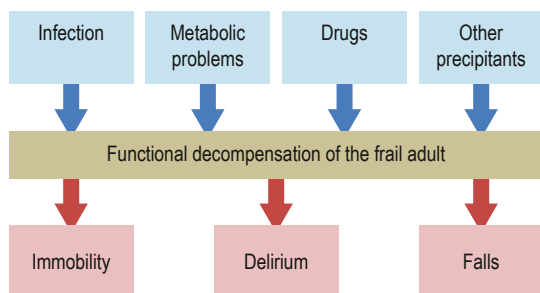 Infection
Metabolic
problems
Drugs
Other
precipitants
Functional decompensation of the frail adult
Immobility
Delirium
Falls